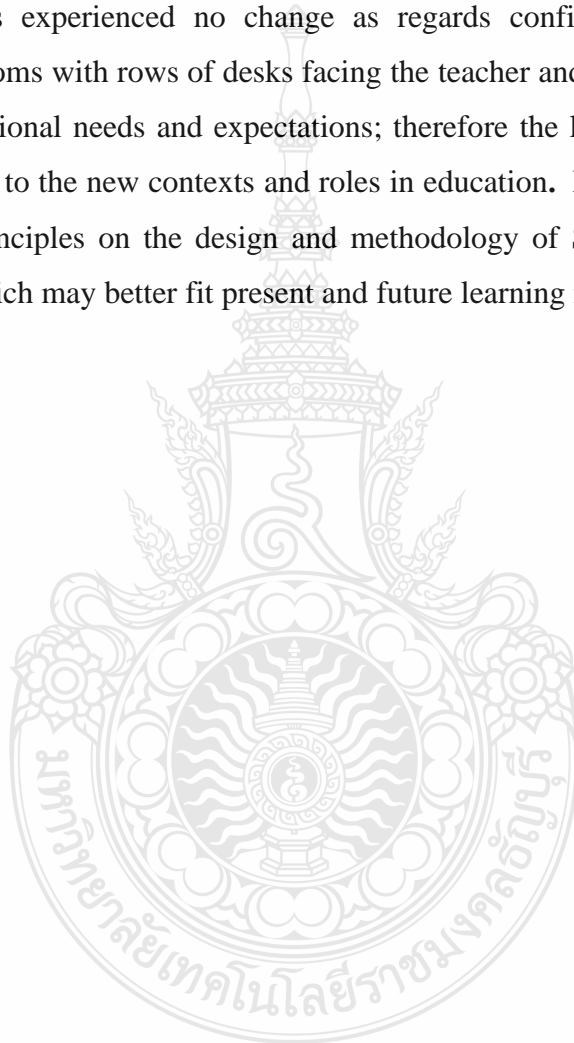 s experienced no change as regards confi
oms with rows of desks facing the teacher and
ional needs and expectations; therefore the l
to the new contexts and roles in education.
nciples on the design and methodology of S
ich may better fit present and future learning
มหาวิทยาลัยเทคโนโลยีราชมงคลธัญบุรี